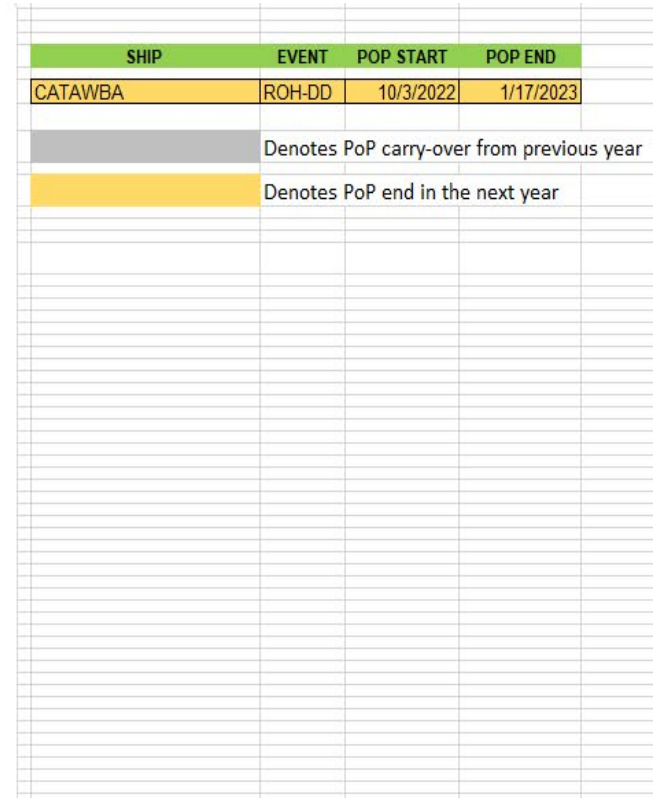 SHIP EVENT POP START POP END
CATAWBA ROH-DD 10/3/2022 1/17/2023
Denotes PoP carry-over from previous year
Denotes PoP end in the next year